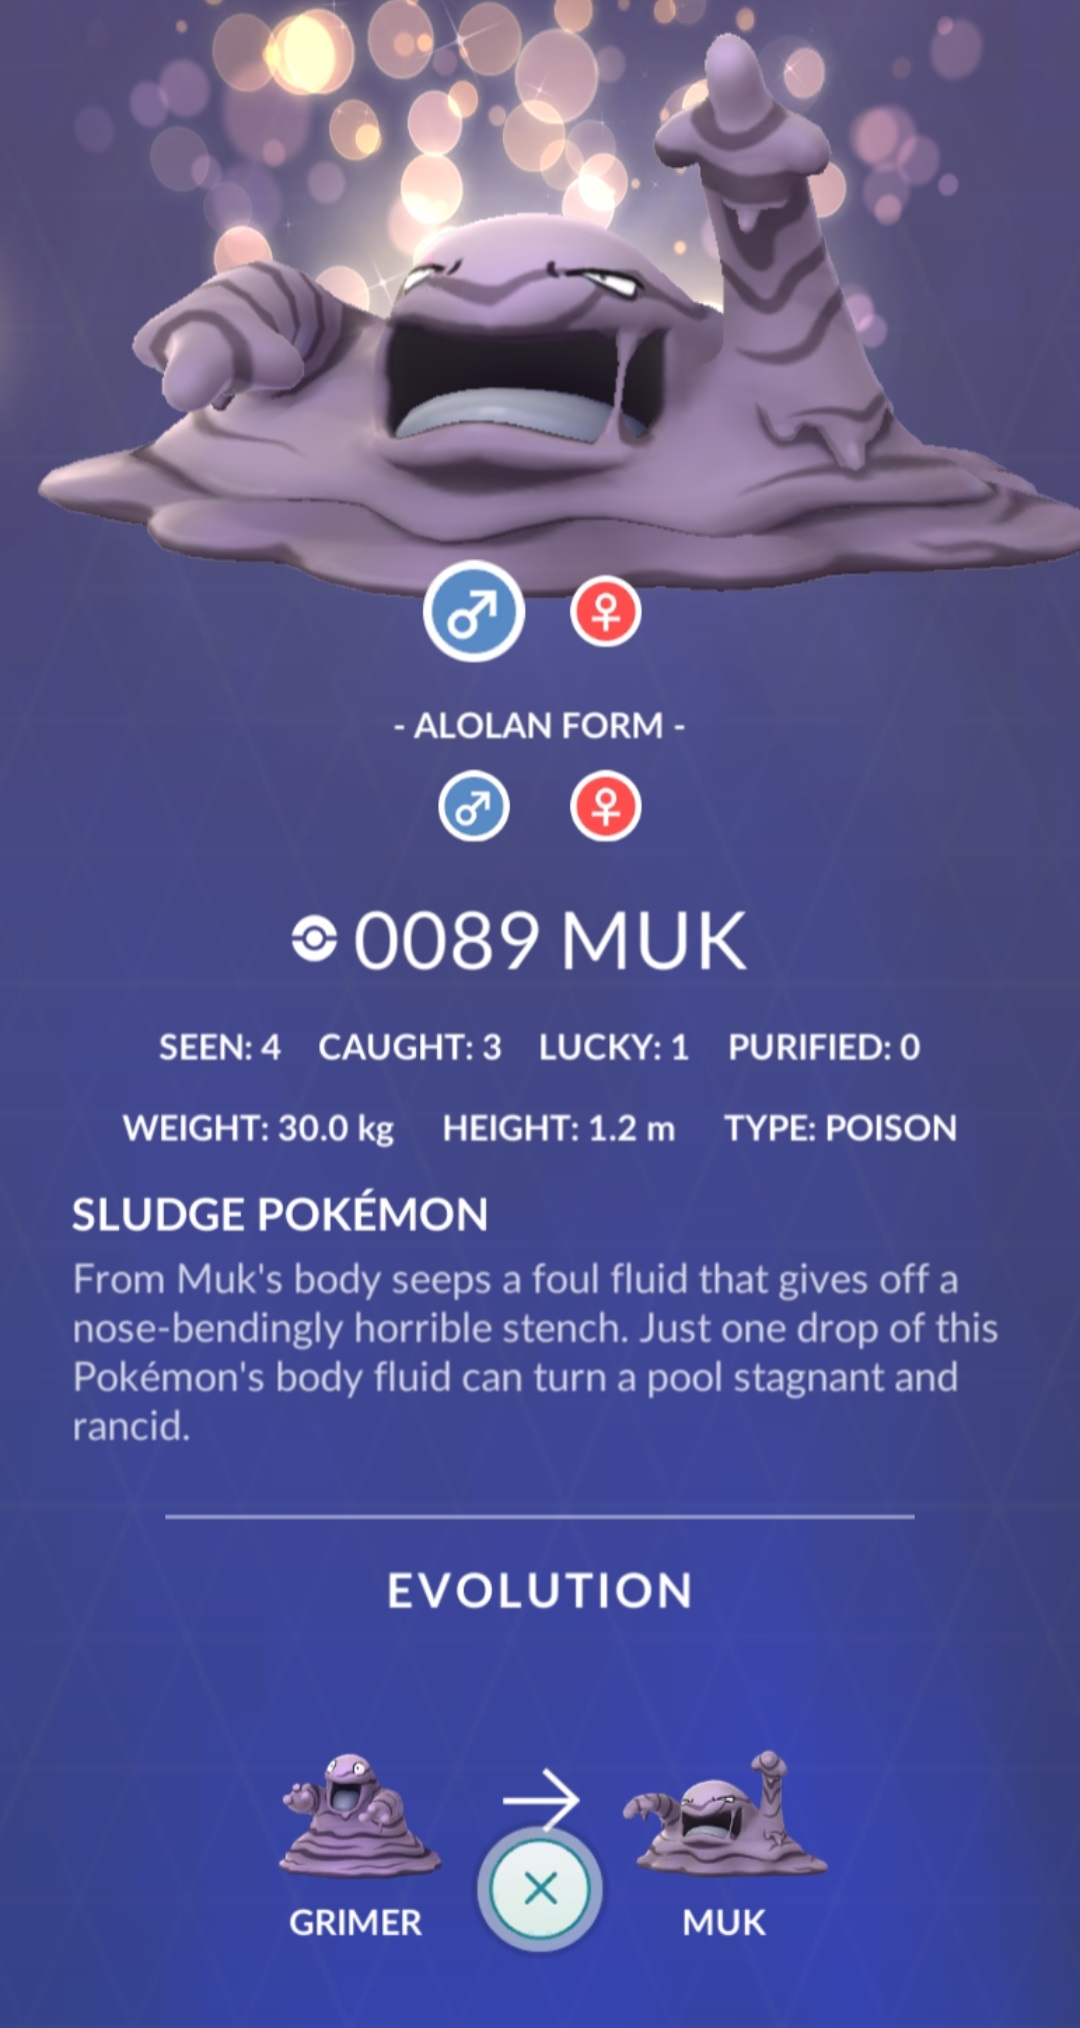 - ALOLAN FORM -
0089 MUK
SEEN: 4 CAUGHT: 3 LUCKY: 1 PURIFIED: 0
WEIGHT: 30.0 kg HEIGHT: 1.2 m TYPE: POISON
SLUDGE POKÉMON
From Muk's body seeps a foul fluid that gives off a
nose-bendingly horrible stench. Just one drop of this
Pokémon's body fluid can turn a pool stagnant and
rancid.
EVOLUTION
GRIMER MUK